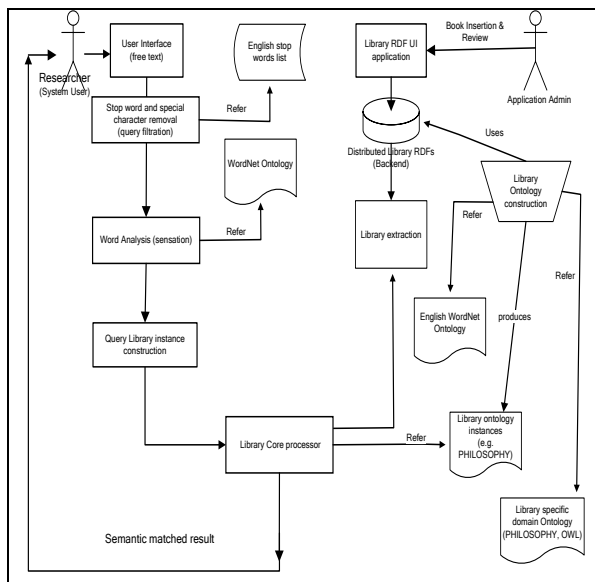 User Interface
(free text)
English stop
words list
Library RDF UI
application
Book Insertion &
Review
Researcher
(System User)
Application Admin
Stop word and special
character removal
(query filtration)
Refer
Distributed Library RDFs
(Backend)
Uses
WordNet Ontology
Library
Ontology
construction
Word Analysis (sensation)
Refer
Library extraction
Refer
Refer
English WordNet
Ontology
produces
Query Library instance
construction
Library Core processor
Refer
Library ontology
instances
(e.g.
PHILOSOPHY)
Semantic matched result
Library specific
domain Ontology
(PHILOSOPHY, OWL)